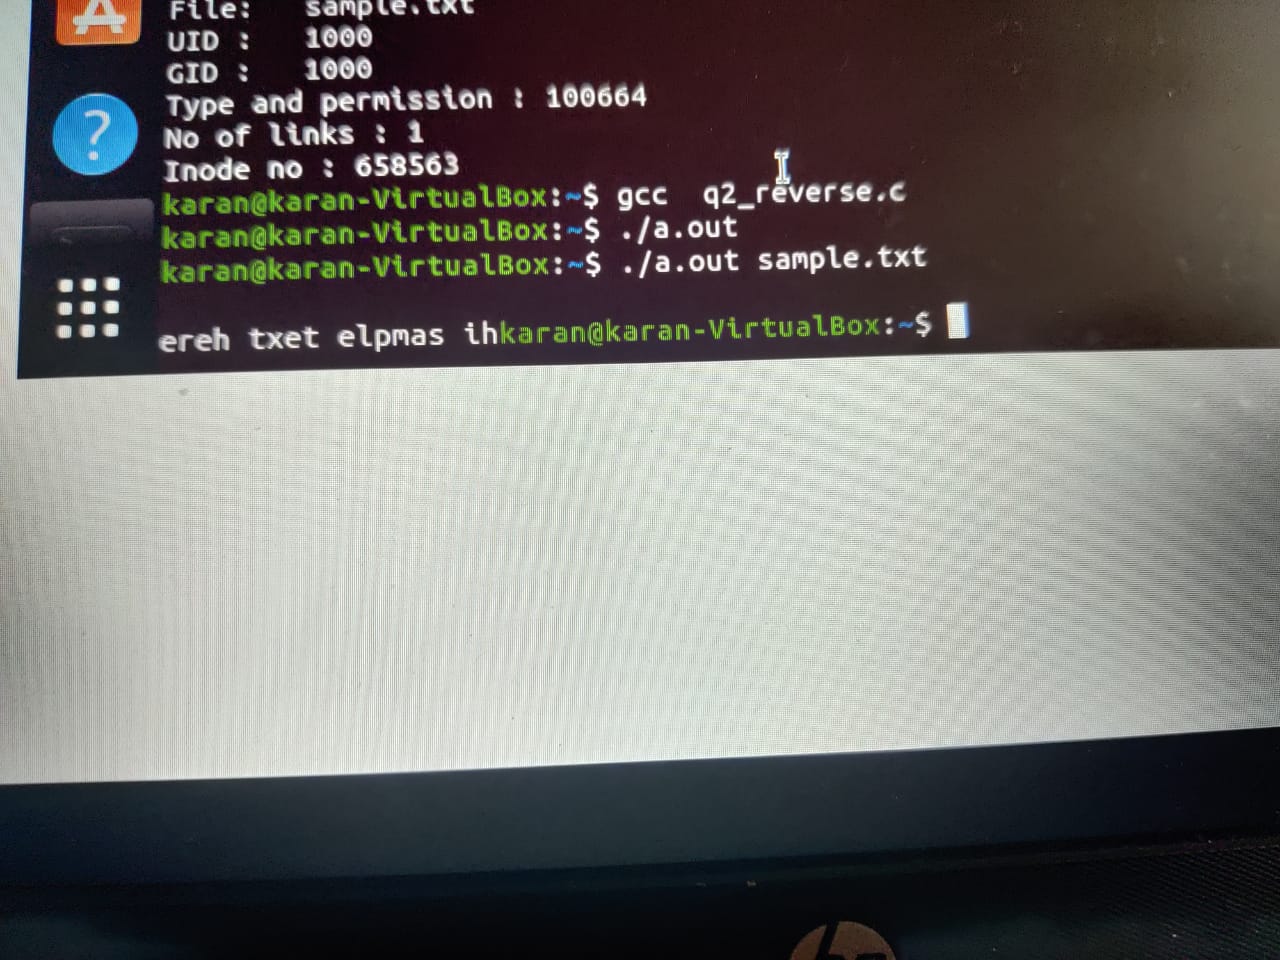 File: sample.txt
UID : 1000
GID : 1000
Type and permission : 100664
No of links : 1
Inode no : 658563
karan@karan-VirtualBox:~$ gcc  q2_reverse.c
karan@karan-VirtualBox:~$ ./a.out
karan@karan-VirtualBox:~$ ./a.out sample.txt
ereh txet elpmas ihkaran@karan-VirtualBox:~$
hp